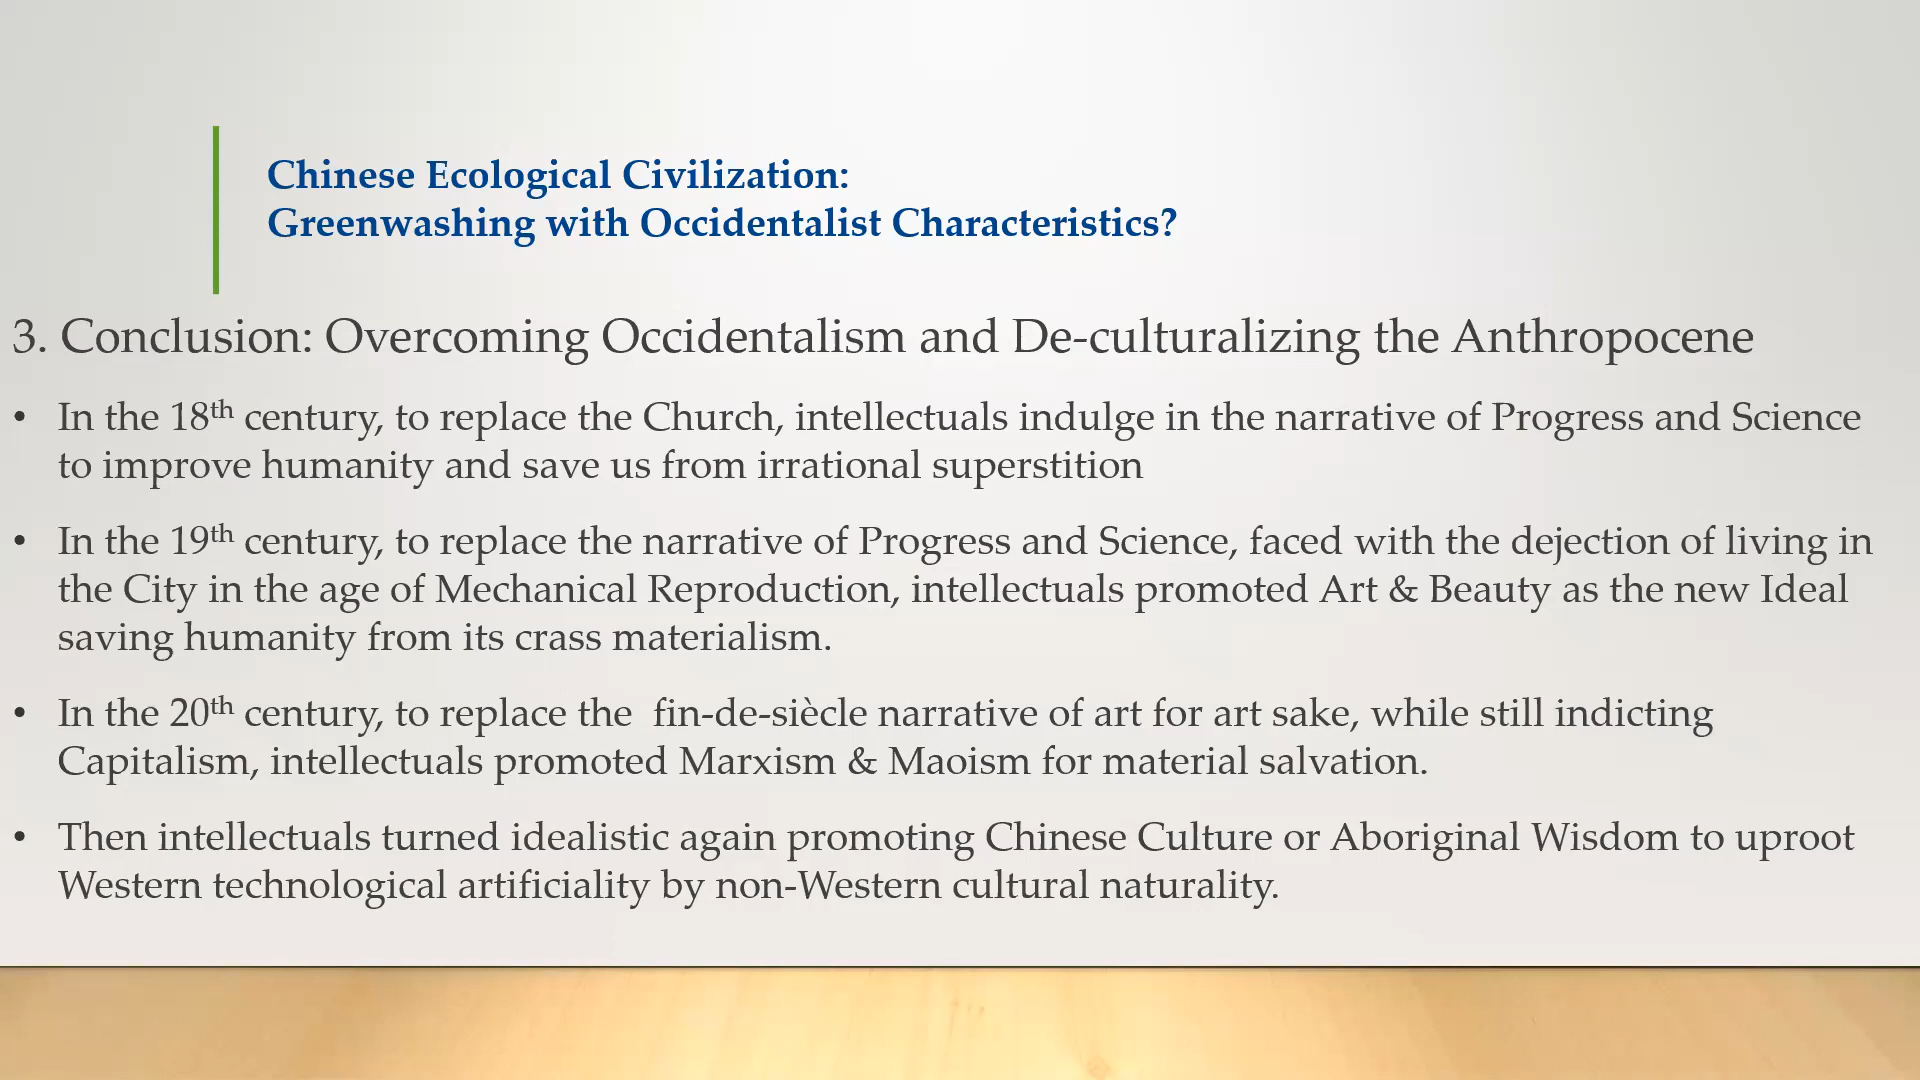 Chinese Ecological Civilization:
Greenwashing with Occidentalist Characteristics?
3. Conclusion: Overcoming Occidentalism and De-culturalizing the Anthropocene
• In the 18th century, to replace the Church, intellectuals indulge in the narrative of Progress and Science
to improve humanity and save us from irrational superstition
• In the 19th century, to replace the narrative of Progress and Science, faced with the dejection of living in
the City in the age of Mechanical Reproduction, intellectuals promoted Art & Beauty as the new Ideal
saving humanity from its crass materialism.
• In the 20th century, to replace the  fin-de-siècle narrative of art for art sake, while still indicting
Capitalism, intellectuals promoted Marxism & Maoism for material salvation.
• Then intellectuals turned idealistic again promoting Chinese Culture or Aboriginal Wisdom to uproot
Western technological artificiality by non-Western cultural naturality.